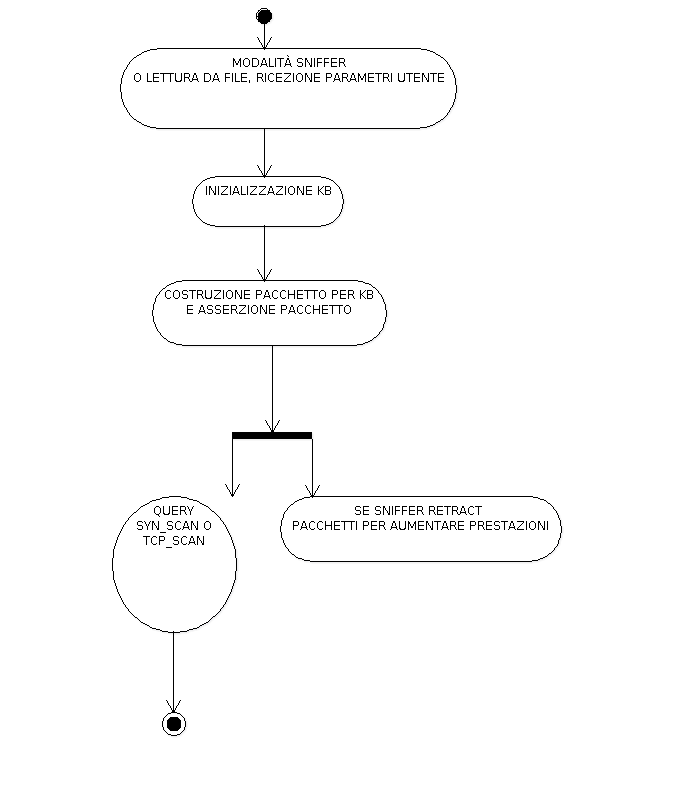 MODALITÀ SNIFFER
O LETTURA DA FILE, RICEZIONE PARAMETRI UTENTE
INIZIALIZZAZIONE KB
COSTRUZIONE PACCHETTO PER KB
E ASSERZIONE PACCHETTO
QUERY
SYN_SCAN O
TCP_SCAN
SE SNIFFER RETRACT
PACCHETTI PER AUMENTARE PRESTAZIONI